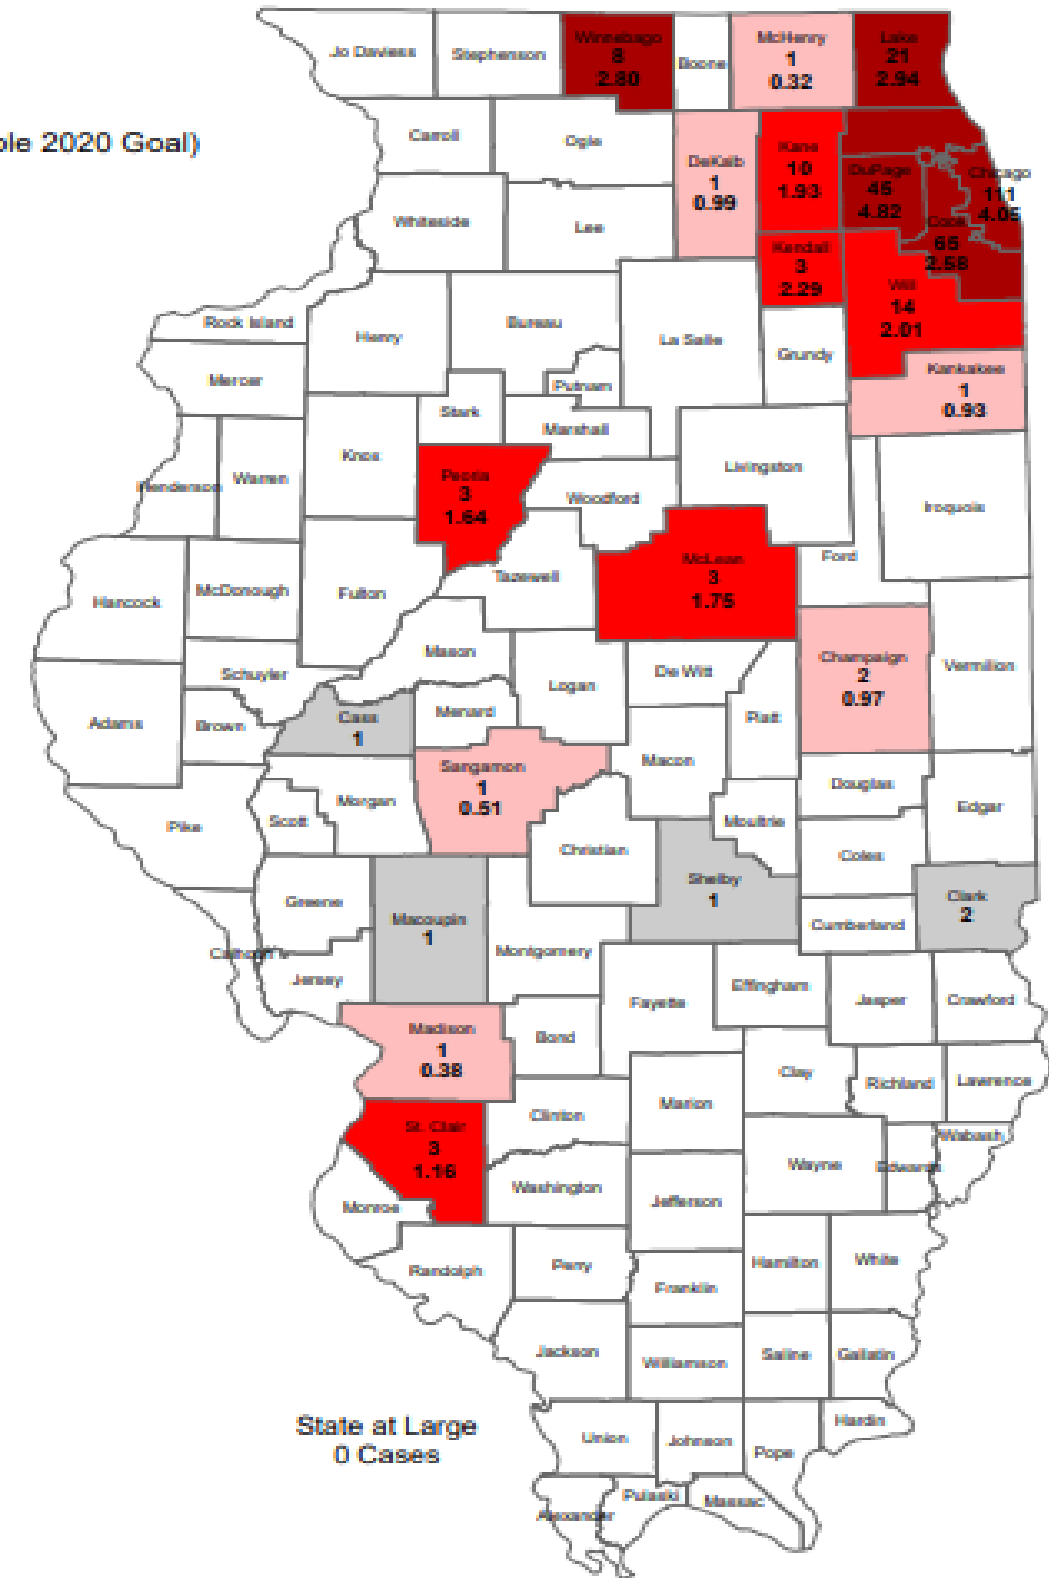 ple 2020 Goal)
Jo Daviess
Stephenson
Winnebago
8
2.80
Boone
McHenry
1
0.32
Lake
21
2.94
Carroll
Ogle
DeKalb
1
0.99
Kane
10
1.93
DuPage
45
4.82
Chicago
111
4.05
Cook
65
2.58
Whiteside
Lee
Kendall
3
2.29
Will
14
2.01
Rock Island
Henry
Bureau
La Salle
Grundy
Kankakee
1
0.93
Mercer
Putnam
Stark
Marshall
Knox
Peoria
3
1.64
Livingston
Henderson
Warren
Woodford
Iroquois
McLean
3
1.75
Ford
Hancock
McDonough
Fulton
Tazewell
Mason
Schuyler
Logan
De Witt
Champaign
2
0.97
Vermilion
Adams
Brown
Cass
1
Menard
Piatt
Sangamon
1
0.51
Macon
Douglas
Edgar
Pike
Scott
Morgan
Moultrie
Christian
Coles
Shelby
1
Clark
2
Greene
Macoupin
1
Cumberland
Calhoun
Jersey
Montgomery
Fayette
Effingham
Jasper
Crawford
Madison
1
0.38
Bond
Clay
Richland
Lawrence
Clinton
Marion
St. Clair
3
1.16
Wabash
Wayne
Edwards
Washington
Jefferson
Monroe
Randolph
Perry
Franklin
Hamilton
White
Jackson
Williamson
Saline
Gallatin
State at Large
0 Cases
Union
Johnson
Pope
Hardin
Alexander
Pulaski
Massac